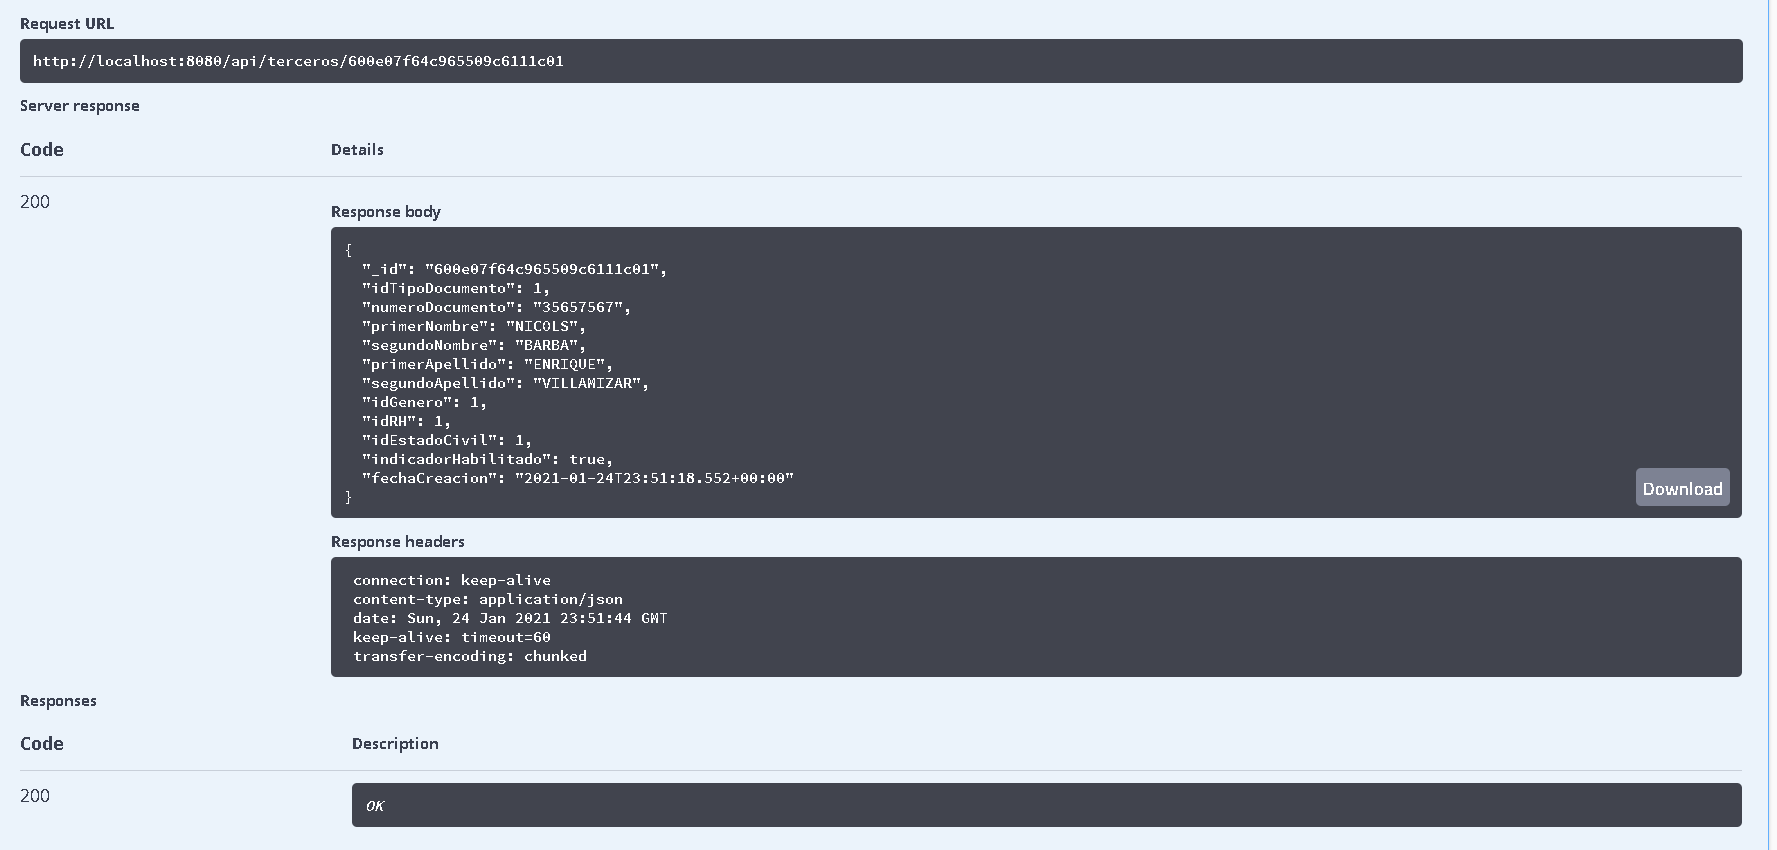 Request URL
http://localhost:8080/api/terceros/600e07f64c965509c6111c01
Server response
Code Details
200
Response body
{
"_id": "600e07f64c965509c6111c01",
"idTipoDocumento": 1,
"numeroDocumento": "35657567",
"primerNombre": "NICOLS",
"segundoNombre": "BARBA",
"primerApellido": "ENRIQUE",
"segundoApellido": "VILLAMIZAR",
"idGenero": 1,
"idRH": 1,
"idEstadoCivil": 1,
"indicadorHabilitado": true,
"fechaCreacion": "2021-01-24T23:51:18.552+00:00"
}
Download
Response headers
connection: keep-alive
content-type: application/json
date: Sun, 24 Jan 2021 23:51:44 GMT
keep-alive: timeout=60
transfer-encoding: chunked
Responses
Code Description
200
OK